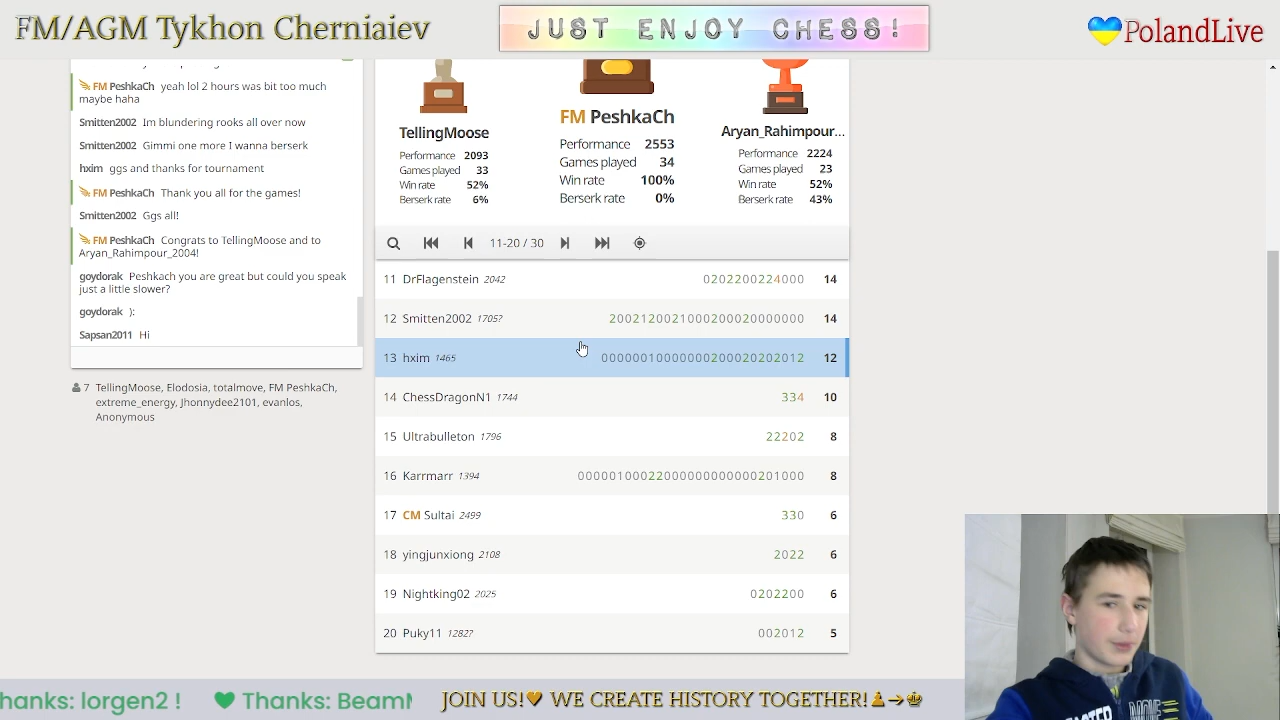 FM/AGM Tykhon Cherniaiev
JUST ENJOY CHESS!
PolandLive
FM PeshkaCh yeah lol 2 hours was bit too much
maybe haha
Smitten2002 Im blundering rooks all over now
Smitten2002 Gimmi one more I wanna berserk
hxim ggs and thanks for tournament
FM PeshkaCh Thank you all for the games!
Smitten2002 Ggs all!
FM PeshkaCh Congrats to TellingMoose and to
Aryan_Rahimpour_2004!
goydorak Peshkach you are great but could you speak
just a little slower?
goydorak ):
Sapsan2011 Hi
7 TellingMoose, Elodosia, totalmove, FM PeshkaCh,
extreme_energy, Jhonnydee2101, evanlos,
Anonymous
TellingMoose
Performance 2093
Games played 33
Win rate 52%
Berserk rate 6%
FM PeshkaCh
Performance 2553
Games played 34
Win rate 100%
Berserk rate 0%
Aryan_Rahimpour...
Performance 2224
Games played 23
Win rate 52%
Berserk rate 43%
11-20 / 30
11 DrFlagenstein 2042 0202200224000 14
12 Smitten2002 1705? 2002120021000200020000000 14
13 hxim 1465 00000010000000200020202012 12
14 ChessDragonN1 1744 334 10
15 Ultrabulleton 1796 22202 8
16 Karrmarr 1394 00000100022000000000000201000 8
17 CM Sultai 2499 330 6
18 yingjunxiong 2108 2022 6
19 Nightking02 2025 0202200 6
20 Puky11 1282? 002012 5
hanks: lorgen2 ! Thanks: Beam
JOIN US! WE CREATE HISTORY TOGETHER!